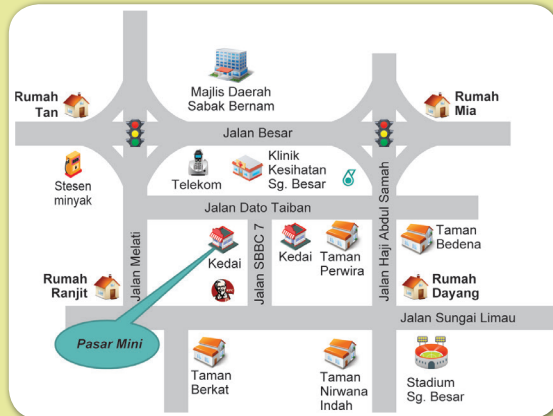 Majlis Daerah
Sabak Bernam
Rumah
Tan
Rumah
Mia
Jalan Besar
Stesen
minyak
Telekom
Klinik
Kesihatan
Sg. Besar
Jalan Dato Taiban
Jalan Melati
Kedai
Jalan SBBC 7
Kedai
Taman
Perwira
Jalan Haji Abdul Samah
Taman
Bedena
Rumah
Ranjit
KFC
Rumah
Dayang
Jalan Sungai Limau
Pasar Mini
Taman
Berkat
Taman
Nirwana
Indah
Stadium
Sg. Besar